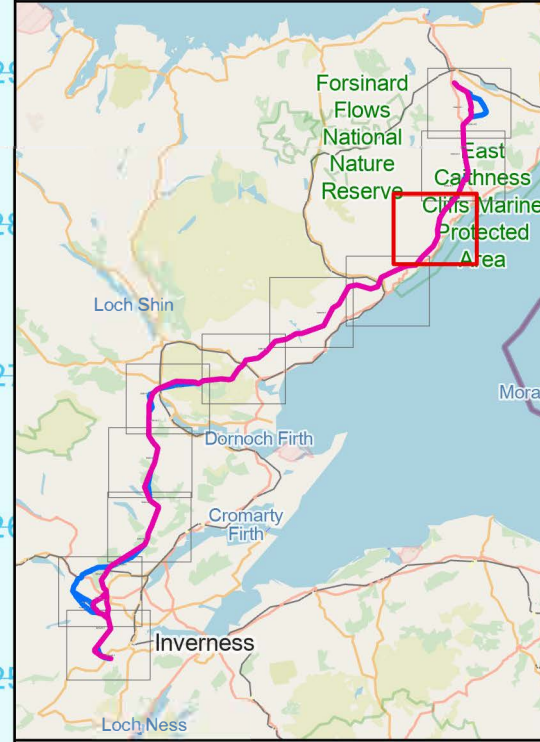 Forsinard
Flows
National
Nature
Reserve
East
Caithness
Cliffs Marine
Protected
Area
Loch Shin
Mora
Dornoch Firth
Cromarty
Firth
Inverness
Loch Ness